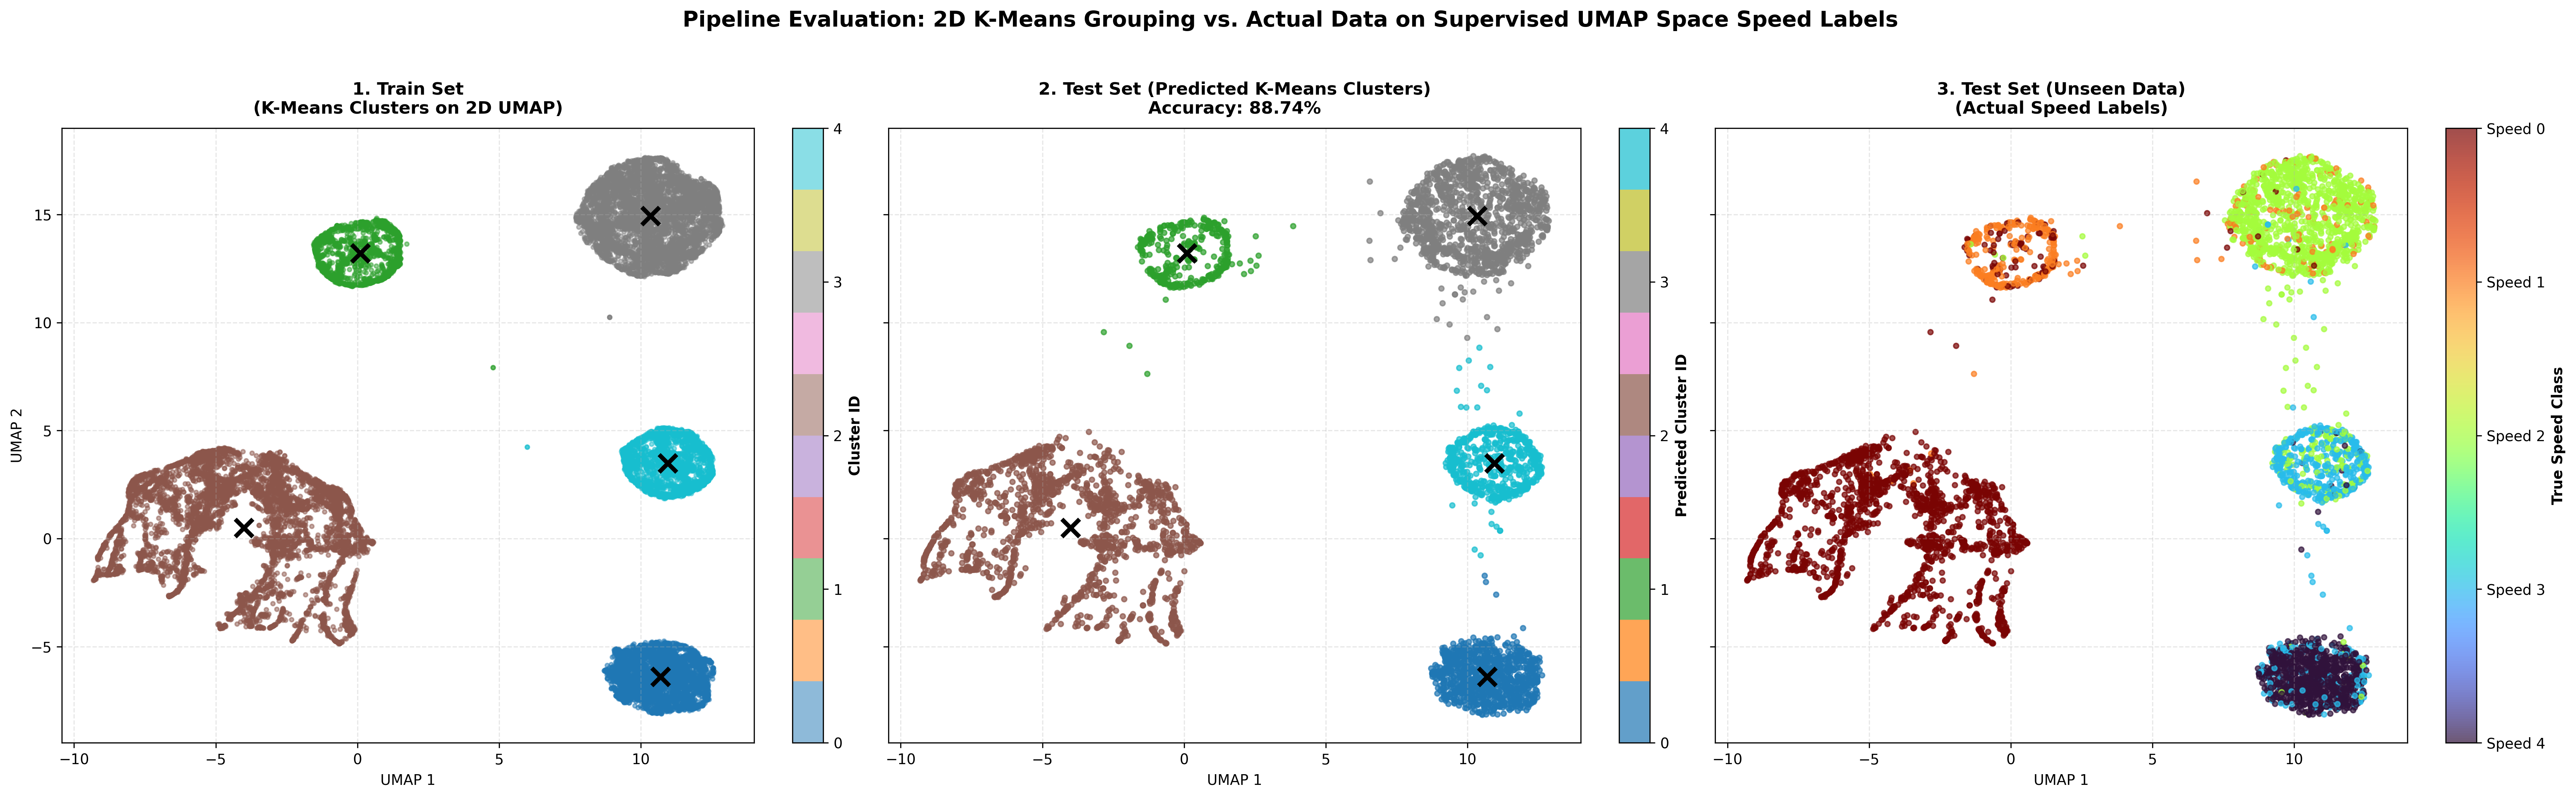 Pipeline Evaluation: 2D K-Means Grouping vs. Actual Data on Supervised UMAP Space Speed Labels
1. Train Set
(K-Means Clusters on 2D UMAP)
UMAP 2
15
10
5
0
−5
−10
−5
0
5
10
UMAP 1
4
3
2
1
0
Cluster ID
2. Test Set (Predicted K-Means Clusters)
Accuracy: 88.74%
−10
−5
0
5
10
UMAP 1
4
3
2
1
0
Predicted Cluster ID
3. Test Set (Unseen Data)
(Actual Speed Labels)
−10
−5
0
5
10
UMAP 1
Speed 0
Speed 1
Speed 2
Speed 3
Speed 4
True Speed Class